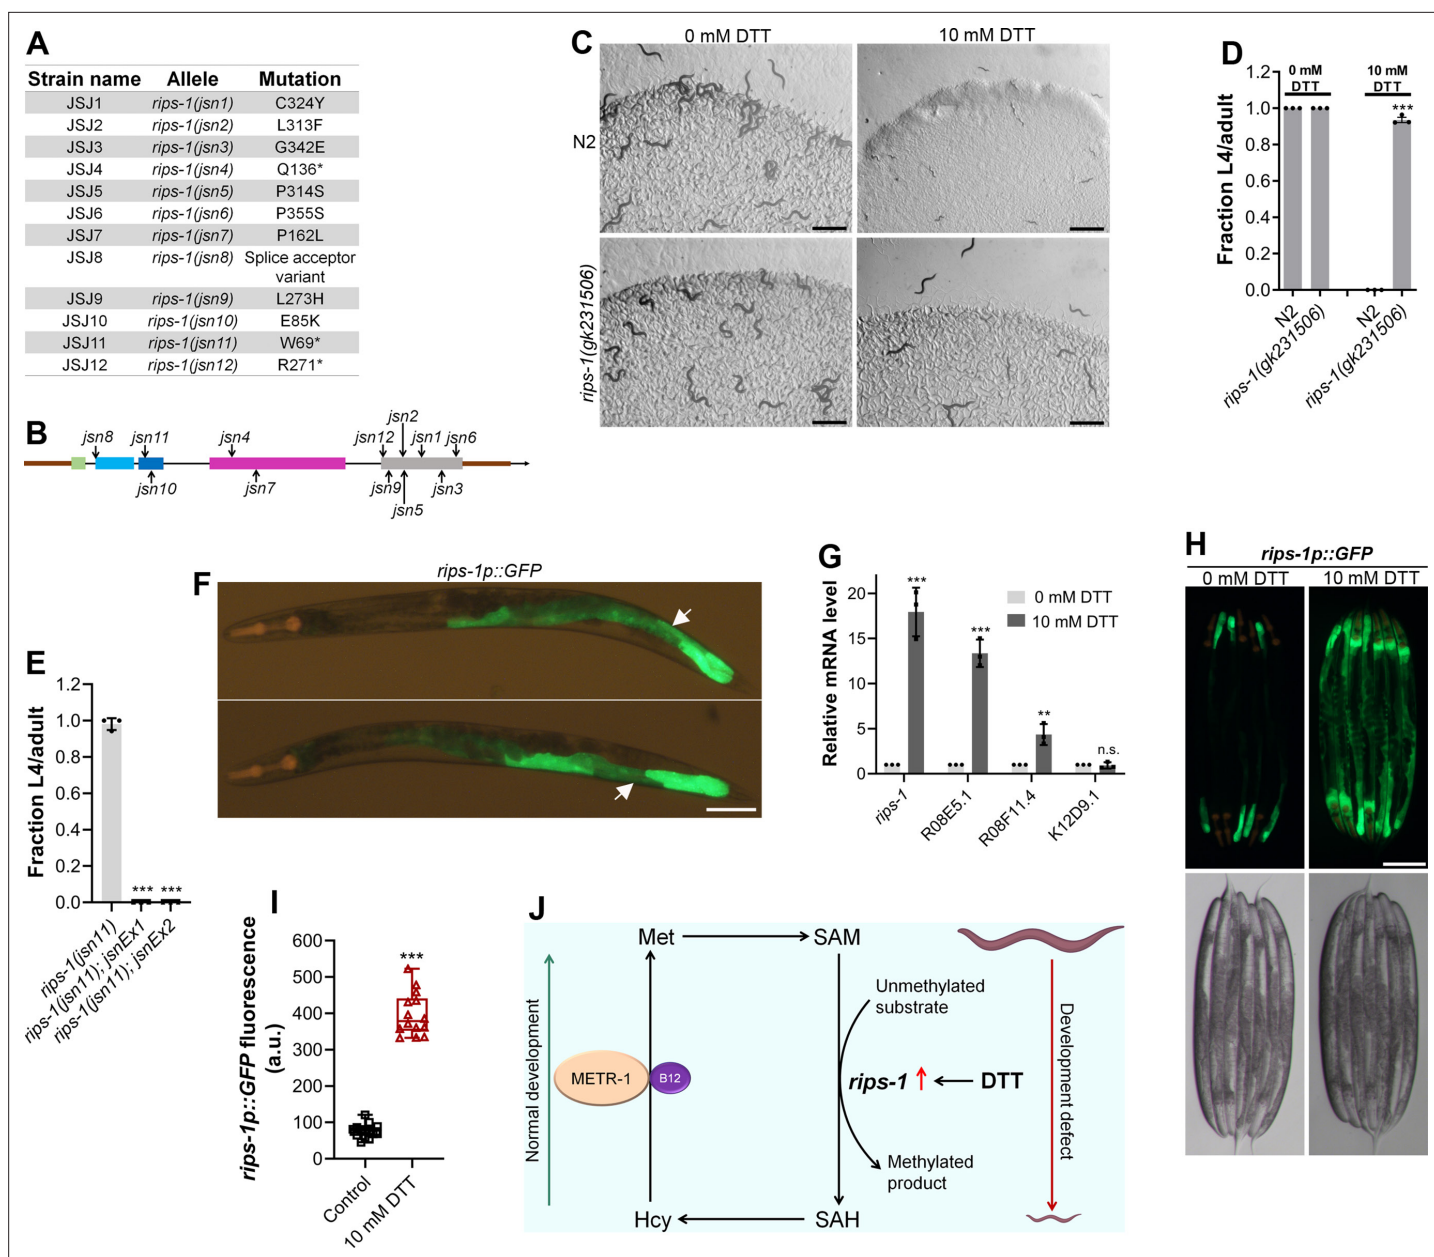 A
Strain name Allele Mutation
JSJ1 rips-1(jsn1) C324Y
JSJ2 rips-1(jsn2) L313F
JSJ3 rips-1(jsn3) G342E
JSJ4 rips-1(jsn4) Q136*
JSJ5 rips-1(jsn5) P314S
JSJ6 rips-1(jsn6) P355S
JSJ7 rips-1(jsn7) P162L
JSJ8 rips-1(jsn8) Splice acceptor
variant
JSJ9 rips-1(jsn9) L273H
JSJ10 rips-1(jsn10) E85K
JSJ11 rips-1(jsn11) W69*
JSJ12 rips-1(jsn12) R271*
B
jsn2
jsn8 jsn11 jsn4 jsn12 jsn1 jsn6
jsn10 jsn7 jsn9 jsn3
jsn5
C
0 mM DTT 10 mM DTT
N2
rips-1(gk231506)
D
0 mM
DTT
10 mM
DTT
***
Fraction L4/adult
1.2
1.0
0.8
0.6
0.4
0.2
0.0
N2
rips-1(gk231506)
N2
rips-1(gk231506)
E
Fraction L4/adult
1.2
1.0
0.8
0.6
0.4
0.2
0.0
*** ***
rips-1(jsn11)
rips-1(jsn11); jsnEx1
rips-1(jsn11); jsnEx2
F
rips-1p::GFP
G
Relative mRNA level
20
15
10
5
0
0 mM DTT
10 mM DTT
***
***
**
n.s.
rips-1
R08E5.1
R08F11.4
K12D9.1
H
rips-1p::GFP
0 mM DTT 10 mM DTT
I
rips-1p::GFP fluorescence
(a.u.)
600
500
400
300
200
100
0
***
Control
10 mM DTT
J
Met SAM
Unmethylated
substrate
Normal development
METR-1 B12
rips-1 DTT
Development defect
Methylated
product
Hcy SAH